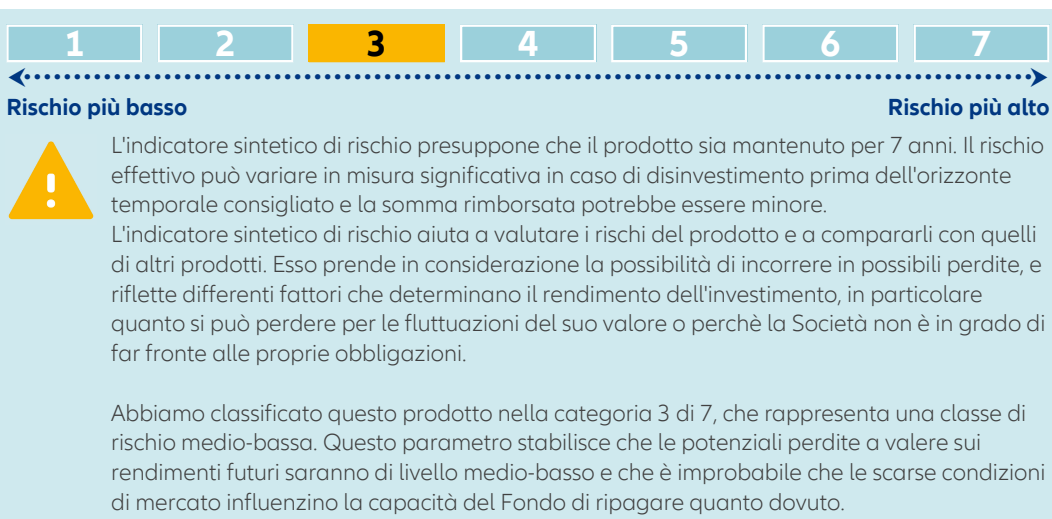 1 2 3 4 5 6 7
Rischio più basso Rischio più alto
L'indicatore sintetico di rischio presuppone che il prodotto sia mantenuto per 7 anni. Il rischio
effettivo può variare in misura significativa in caso di disinvestimento prima dell'orizzonte
temporale consigliato e la somma rimborsata potrebbe essere minore.
L'indicatore sintetico di rischio aiuta a valutare i rischi del prodotto e a compararli con quelli
di altri prodotti. Esso prende in considerazione la possibilità di incorrere in possibili perdite, e
riflette differenti fattori che determinano il rendimento dell'investimento, in particolare
quanto si può perdere per le fluttuazioni del suo valore o perchè la Società non è in grado di
far fronte alle proprie obbligazioni.
Abbiamo classificato questo prodotto nella categoria 3 di 7, che rappresenta una classe di
rischio medio-bassa. Questo parametro stabilisce che le potenziali perdite a valere sui
rendimenti futuri saranno di livello medio-basso e che è improbabile che le scarse condizioni
di mercato influenzino la capacità del Fondo di ripagare quanto dovuto.